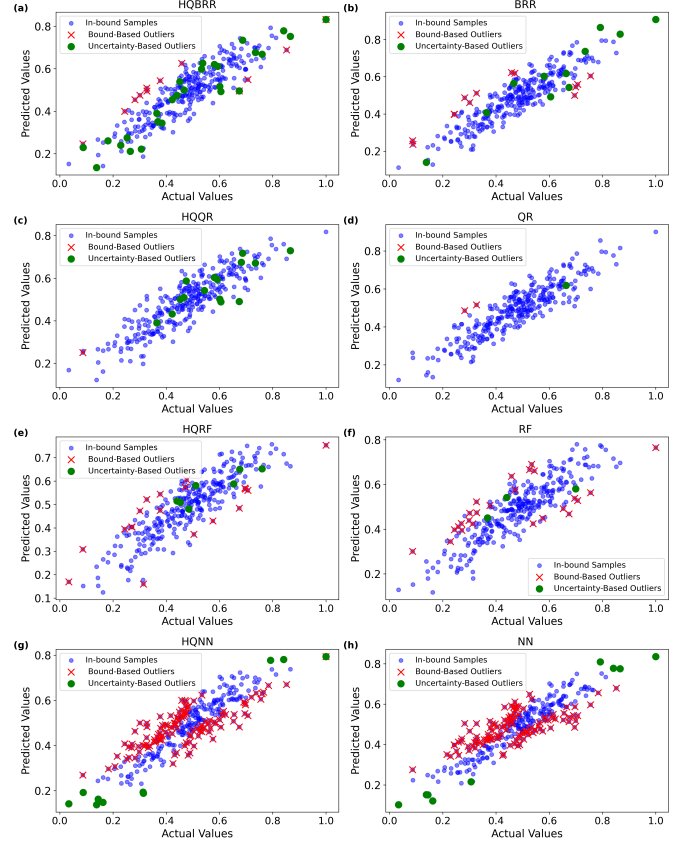 (a) HQBRR
In-bound Samples
Bound-Based Outliers
Uncertainty-Based Outliers
Predicted Values
0.8
0.6
0.4
0.2
0.0 0.2 0.4 0.6 0.8 1.0
Actual Values
(b) BRR
In-bound Samples
Bound-Based Outliers
Uncertainty-Based Outliers
Predicted Values
0.8
0.6
0.4
0.2
0.0 0.2 0.4 0.6 0.8 1.0
Actual Values
(c) HQQR
In-bound Samples
Bound-Based Outliers
Uncertainty-Based Outliers
Predicted Values
0.8
0.6
0.4
0.2
0.0 0.2 0.4 0.6 0.8 1.0
Actual Values
(d) QR
In-bound Samples
Bound-Based Outliers
Uncertainty-Based Outliers
Predicted Values
0.8
0.6
0.4
0.2
0.0 0.2 0.4 0.6 0.8 1.0
Actual Values
(e) HQRF
In-bound Samples
Bound-Based Outliers
Uncertainty-Based Outliers
Predicted Values
0.7
0.6
0.5
0.4
0.3
0.2
0.1
0.0 0.2 0.4 0.6 0.8 1.0
Actual Values
(f) RF
In-bound Samples
Bound-Based Outliers
Uncertainty-Based Outliers
Predicted Values
0.8
0.6
0.4
0.2
0.0 0.2 0.4 0.6 0.8 1.0
Actual Values
(g) HQNN
In-bound Samples
Bound-Based Outliers
Uncertainty-Based Outliers
Predicted Values
0.8
0.6
0.4
0.2
0.0 0.2 0.4 0.6 0.8 1.0
Actual Values
(h) NN
In-bound Samples
Bound-Based Outliers
Uncertainty-Based Outliers
Predicted Values
0.8
0.6
0.4
0.2
0.0 0.2 0.4 0.6 0.8 1.0
Actual Values